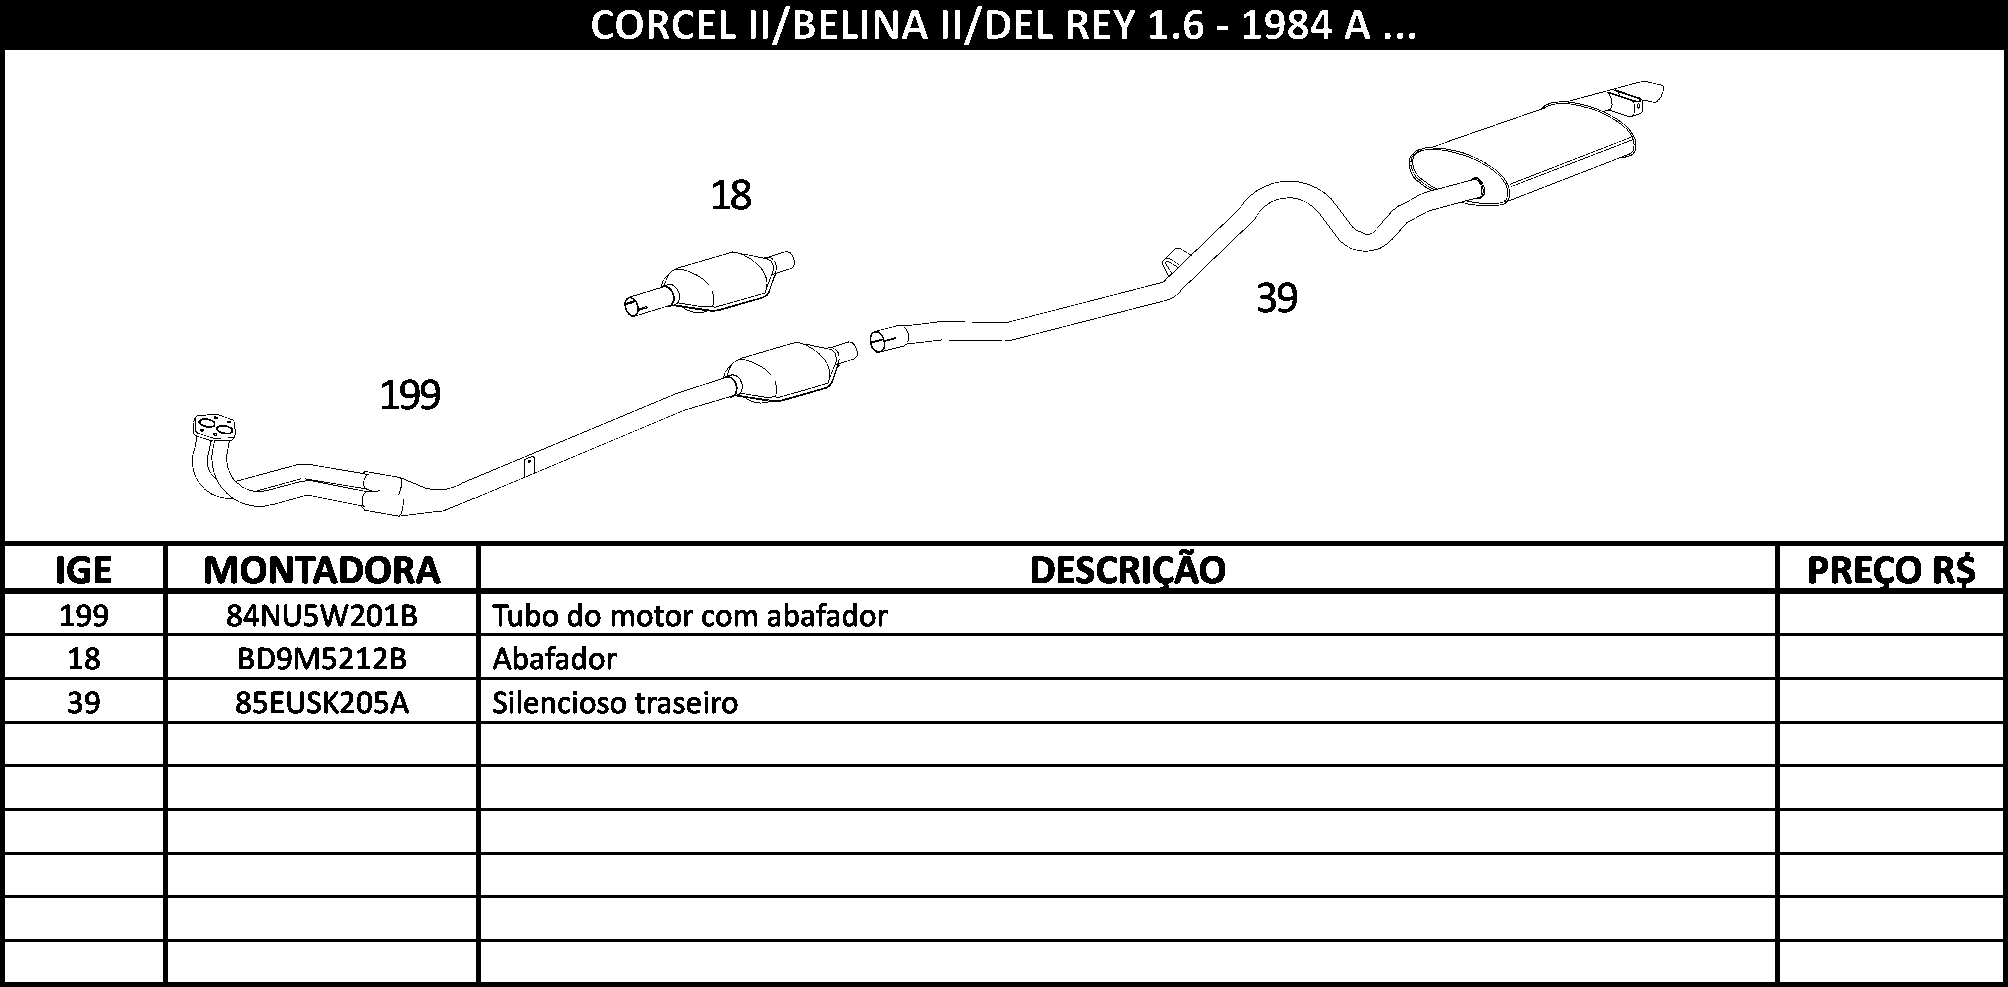 CORCEL II/BELINA II/DEL REY 1.6 - 1984 A ...
18
39
199
IGE MONTADORA DESCRIÇÃO PREÇO R$
199 84NU5W201B Tubo do motor com abafador
18 BD9M5212B Abafador
39 85EUSK205A Silencioso traseiro